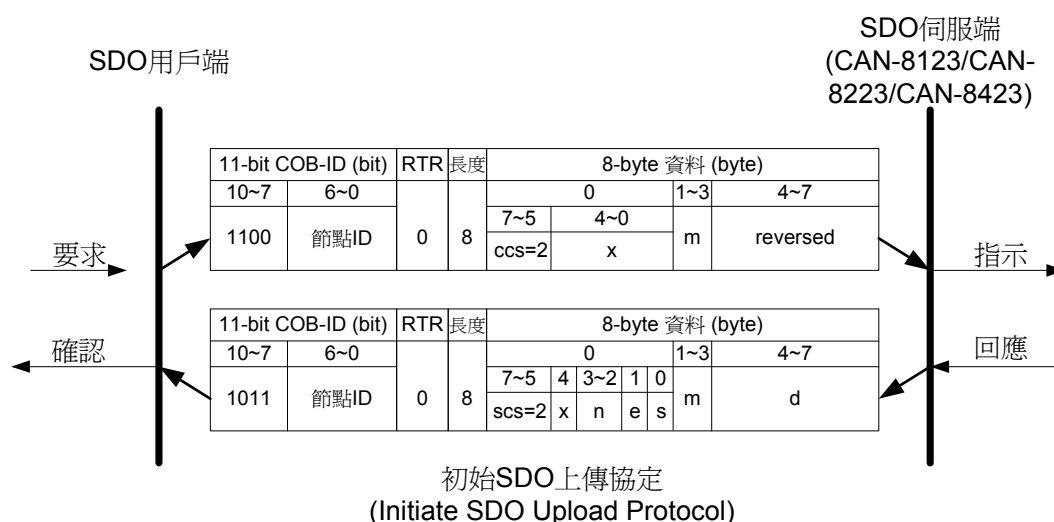 SDO用戶端
SDO伺服端
(CAN-8123/CAN-
8223/CAN-8423)
11-bit COB-ID (bit) RTR 長度 8-byte 資料 (byte)
10~7 6~0 0 1~3 4~7
7~5 4~0
1100 節點ID 0 8 ccs=2 x m reversed
要求
指示
11-bit COB-ID (bit) RTR 長度 8-byte 資料 (byte)
10~7 6~0 0 1~3 4~7
7~5 4 3~2 1 0
1011 節點ID 0 8 scs=2 x n e s m d
確認
回應
初始SDO上傳協定
(Initiate SDO Upload Protocol)